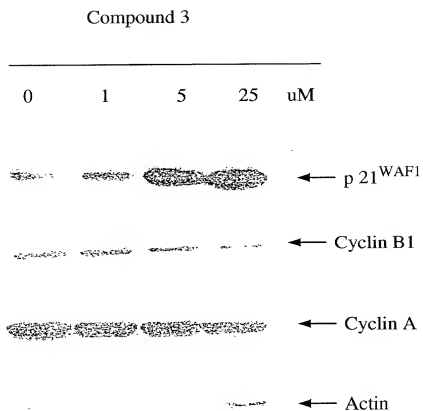 Compound 3
0 1 5 25 uM
p 21WAF1
Cyclin B1
Cyclin A
Actin